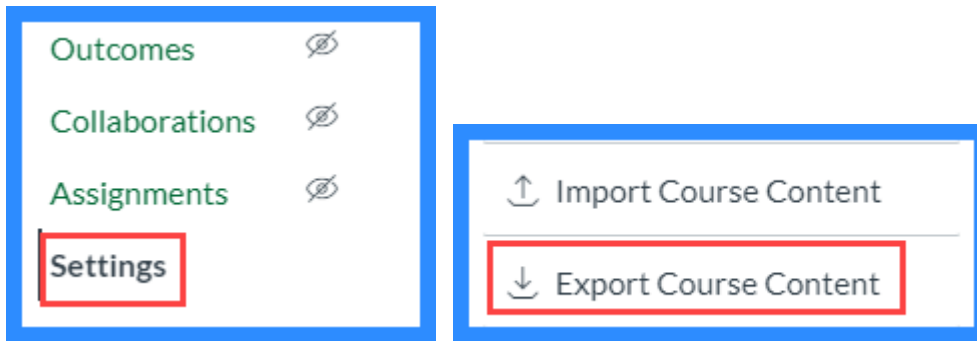 Outcomes
Collaborations
Assignments
Settings
Import Course Content
Export Course Content